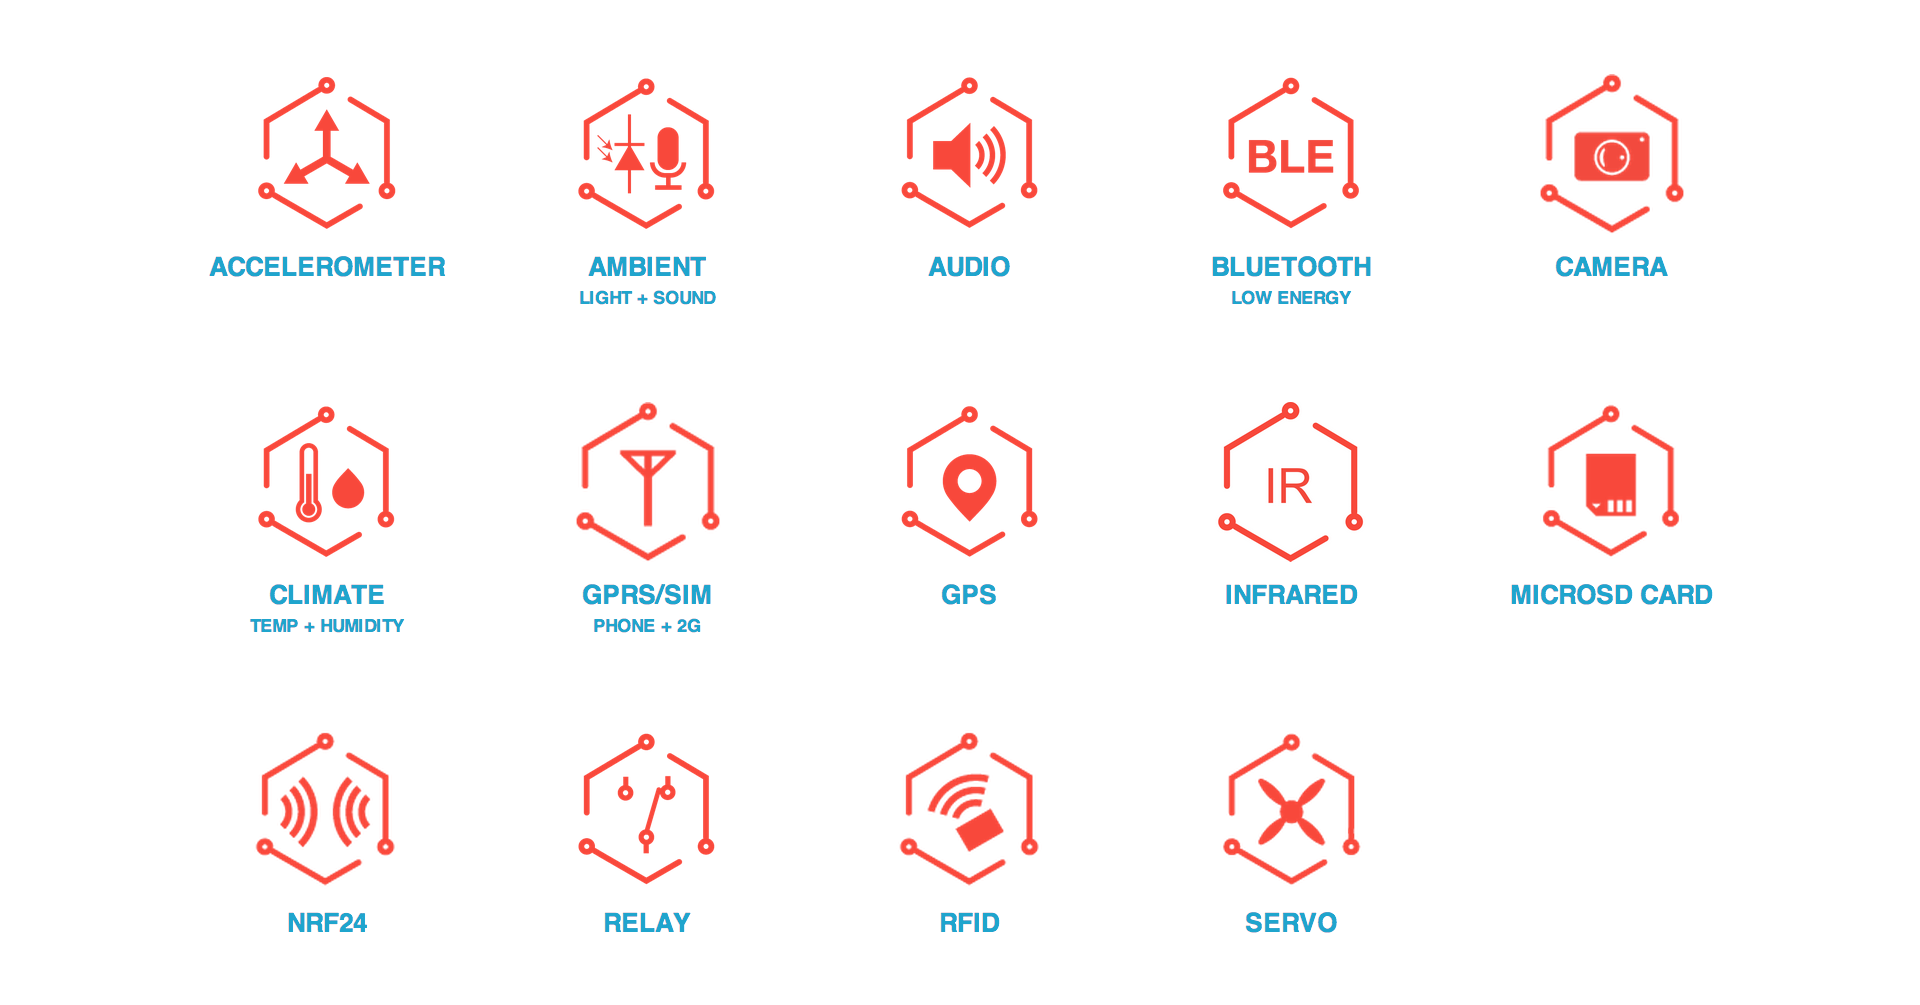 BLE
ACCELEROMETER
AMBIENT
LIGHT + SOUND
AUDIO
BLUETOOTH
LOW ENERGY
CAMERA
IR
CLIMATE
TEMP + HUMIDITY
GPRS/SIM
PHONE + 2G
GPS
INFRARED
MICROSD CARD
NRF24
RELAY
RFID
SERVO